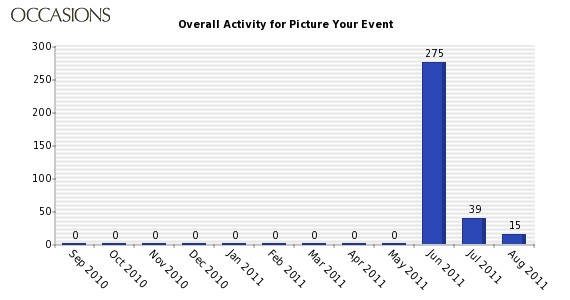 OCCASIONS
Overall Activity for Picture Your Event
300
250
200
150
100
50
0
0 0 0 0 0 0 0 0 0 275 39 15
Sep 2010 Oct 2010 Nov 2010 Dec 2010 Jan 2011 Feb 2011 Mar 2011 Apr 2011 May 2011 Jun 2011 Jul 2011 Aug 2011